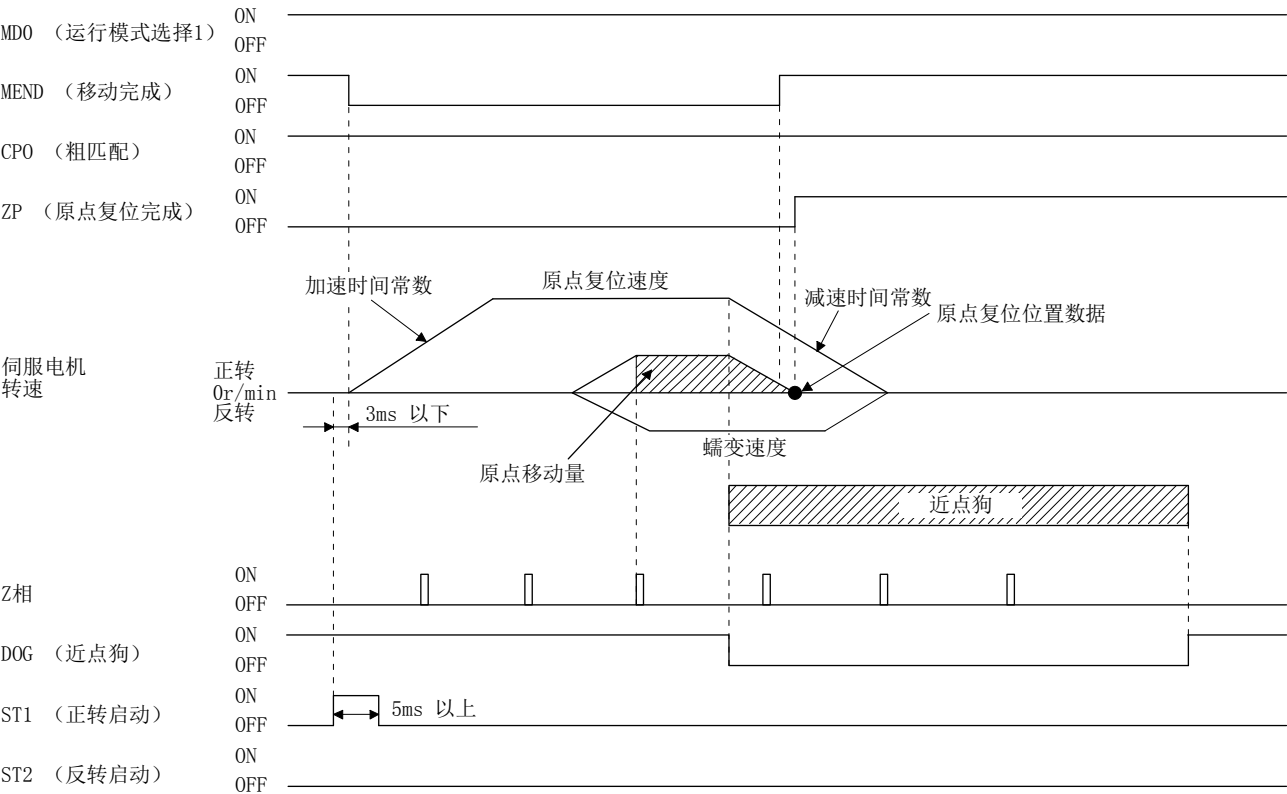 ON
MD0 （运行模式选择1）
OFF
ON
MEND （移动完成）
OFF
ON
CPO （粗匹配）
OFF
ON
ZP （原点复位完成）
OFF
加速时间常数
原点复位速度
减速时间常数
原点复位位置数据
伺服电机
转速
正转
0r/min
反转
3ms 以下
蠕变速度
原点移动量
近点狗
ON
Z相
OFF
ON
DOG （近点狗）
OFF
ON
ST1 （正转启动）
5ms 以上
OFF
ON
ST2 （反转启动）
OFF